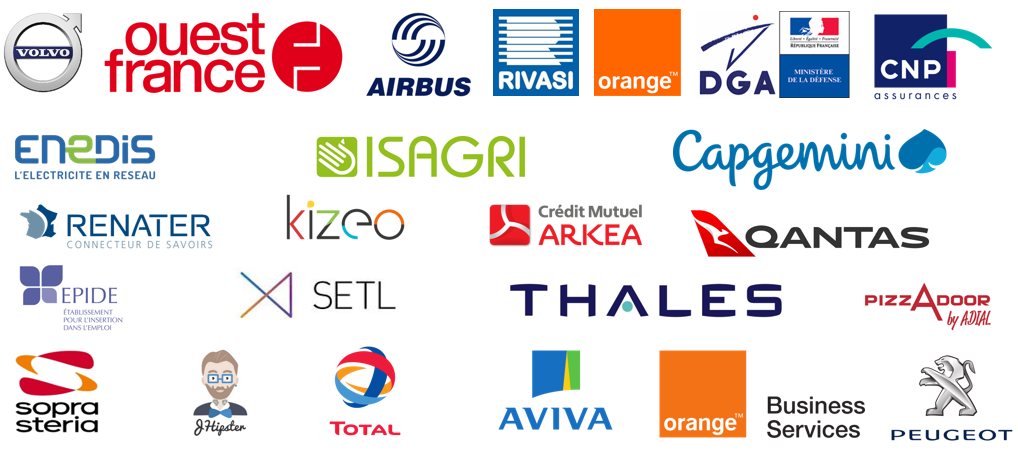 VOLVO
ouest
france
AIRBUS
RIVASI
orange™
DGA
Liberté • Égalité • Fraternité
RÉPUBLIQUE FRANÇAISE
MINISTÈRE
DE LA DÉFENSE
CNP
assurances
ENEDIS
L'ELECTRICITE EN RESEAU
ISAGRI
Capgemini
RENATER
CONNECTEUR DE SAVOIRS
kizeo
Crédit Mutuel
ARKEA
QANTAS
EPIDE
ÉTABLISSEMENT
POUR L'INSERTION
DANS L'EMPLOI
SETL
THALES
PIZZADOOR
by ADIAL
sopra
steria
JHipster
TOTAL
AVIVA
orange™
Business
Services
PEUGEOT